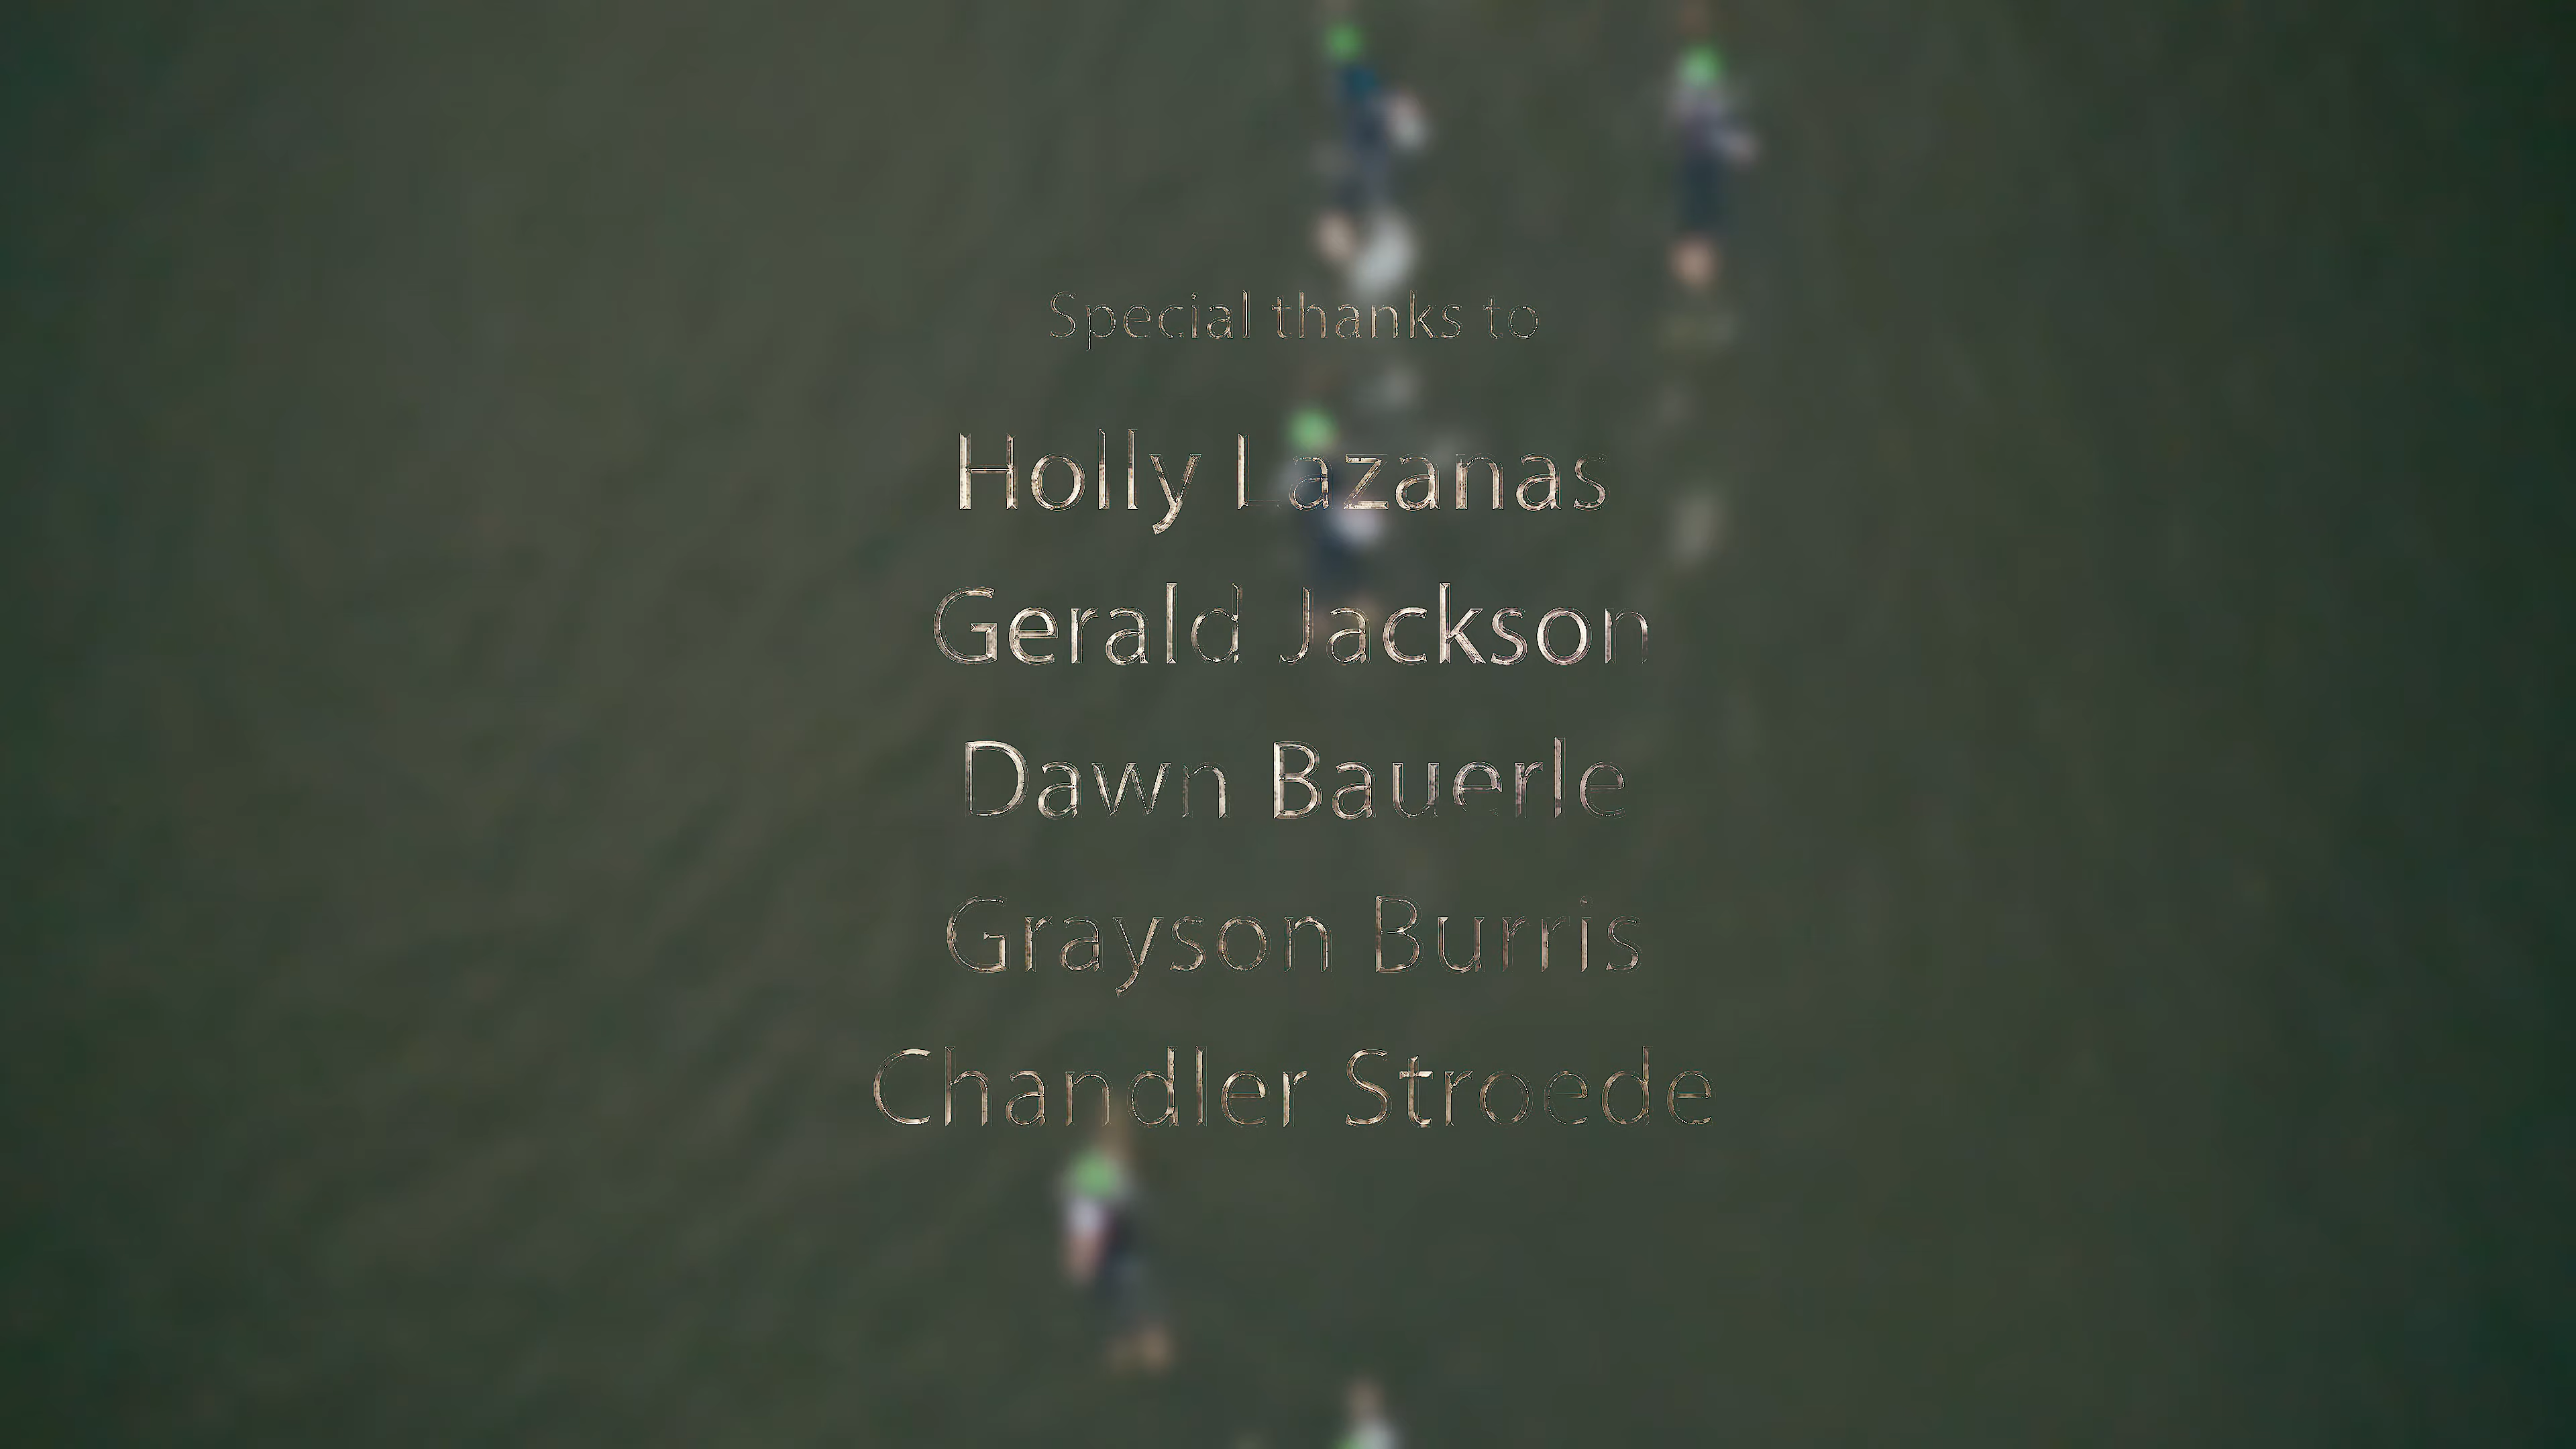 Special thanks to
Holly Lazanas
Gerald Jackson
Dawn Bauerle
Grayson Burris
Chandler Stroede